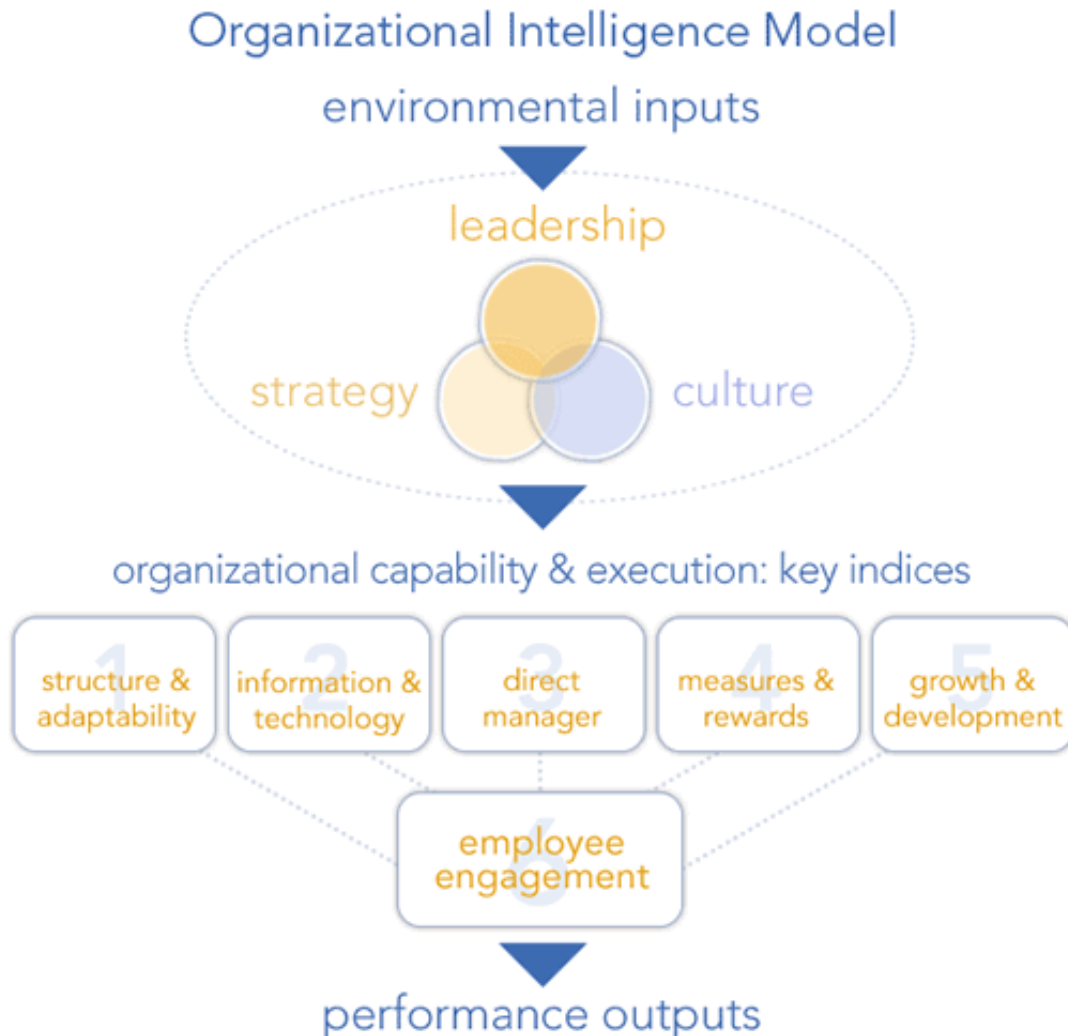 Organizational Intelligence Model
environmental inputs
leadership
strategy
culture
organizational capability & execution: key indices
1
structure &
adaptability
2
information &
technology
3
direct
manager
4
measures &
rewards
5
growth &
development
6
employee
engagement
performance outputs